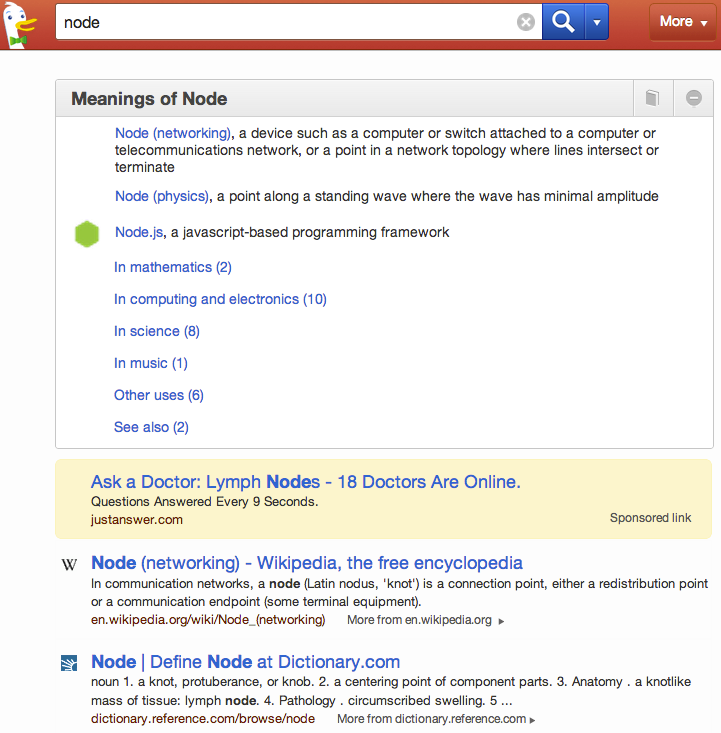 node
More
Meanings of Node
Node (networking), a device such as a computer or switch attached to a computer or
telecommunications network, or a point in a network topology where lines intersect or
terminate
Node (physics), a point along a standing wave where the wave has minimal amplitude
Node.js, a javascript-based programming framework
In mathematics (2)
In computing and electronics (10)
In science (8)
In music (1)
Other uses (6)
See also (2)
Ask a Doctor: Lymph Nodes - 18 Doctors Are Online.
Questions Answered Every 9 Seconds.
justanswer.com Sponsored link
W Node (networking) - Wikipedia, the free encyclopedia
In communication networks, a node (Latin nodus, 'knot') is a connection point, either a redistribution point
or a communication endpoint (some terminal equipment).
en.wikipedia.org/wiki/Node_(networking) More from en.wikipedia.org
Node | Define Node at Dictionary.com
noun 1. a knot, protuberance, or knob. 2. a centering point of component parts. 3. Anatomy . a knotlike
mass of tissue: lymph node. 4. Pathology . circumscribed swelling. 5 ...
dictionary.reference.com/browse/node More from dictionary.reference.com